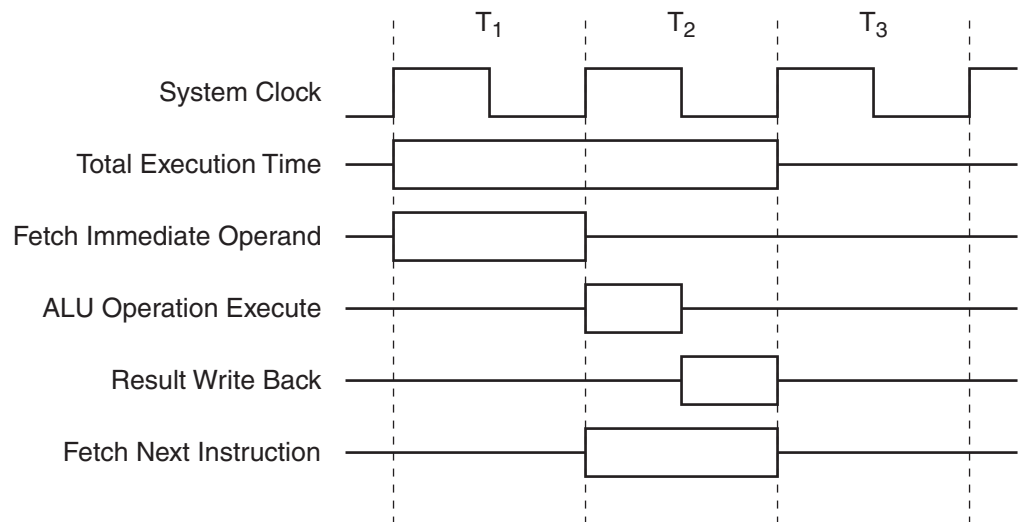 T1 T2 T3
System Clock
Total Execution Time
Fetch Immediate Operand
ALU Operation Execute
Result Write Back
Fetch Next Instruction